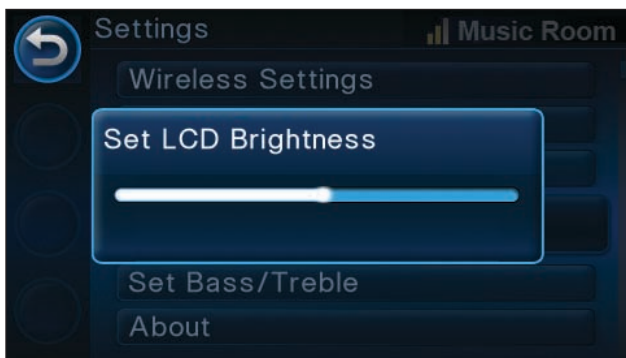 Settings
Music Room
Wireless Settings
Set LCD Brightness
Set Bass/Treble
About